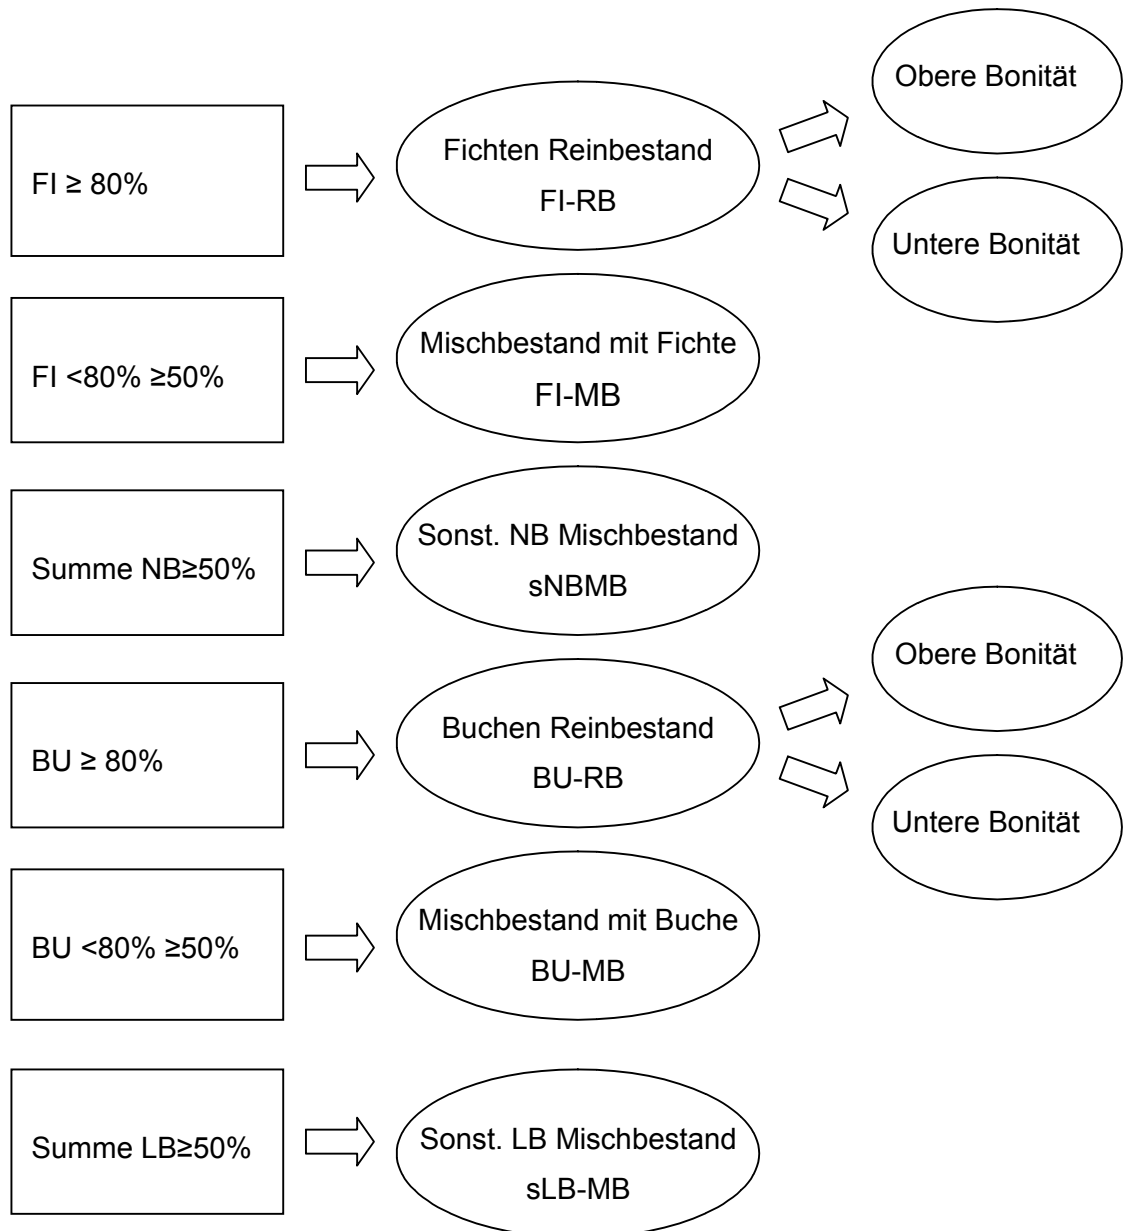 FI ≥ 80%
Fichten Reinbestand
FI-RB
Obere Bonität
Untere Bonität
FI <80% ≥50%
Mischbestand mit Fichte
FI-MB
Summe NB≥50%
Sonst. NB Mischbestand
sNBMB
BU ≥ 80%
Buchen Reinbestand
BU-RB
Obere Bonität
Untere Bonität
BU <80% ≥50%
Mischbestand mit Buche
BU-MB
Summe LB≥50%
Sonst. LB Mischbestand
sLB-MB